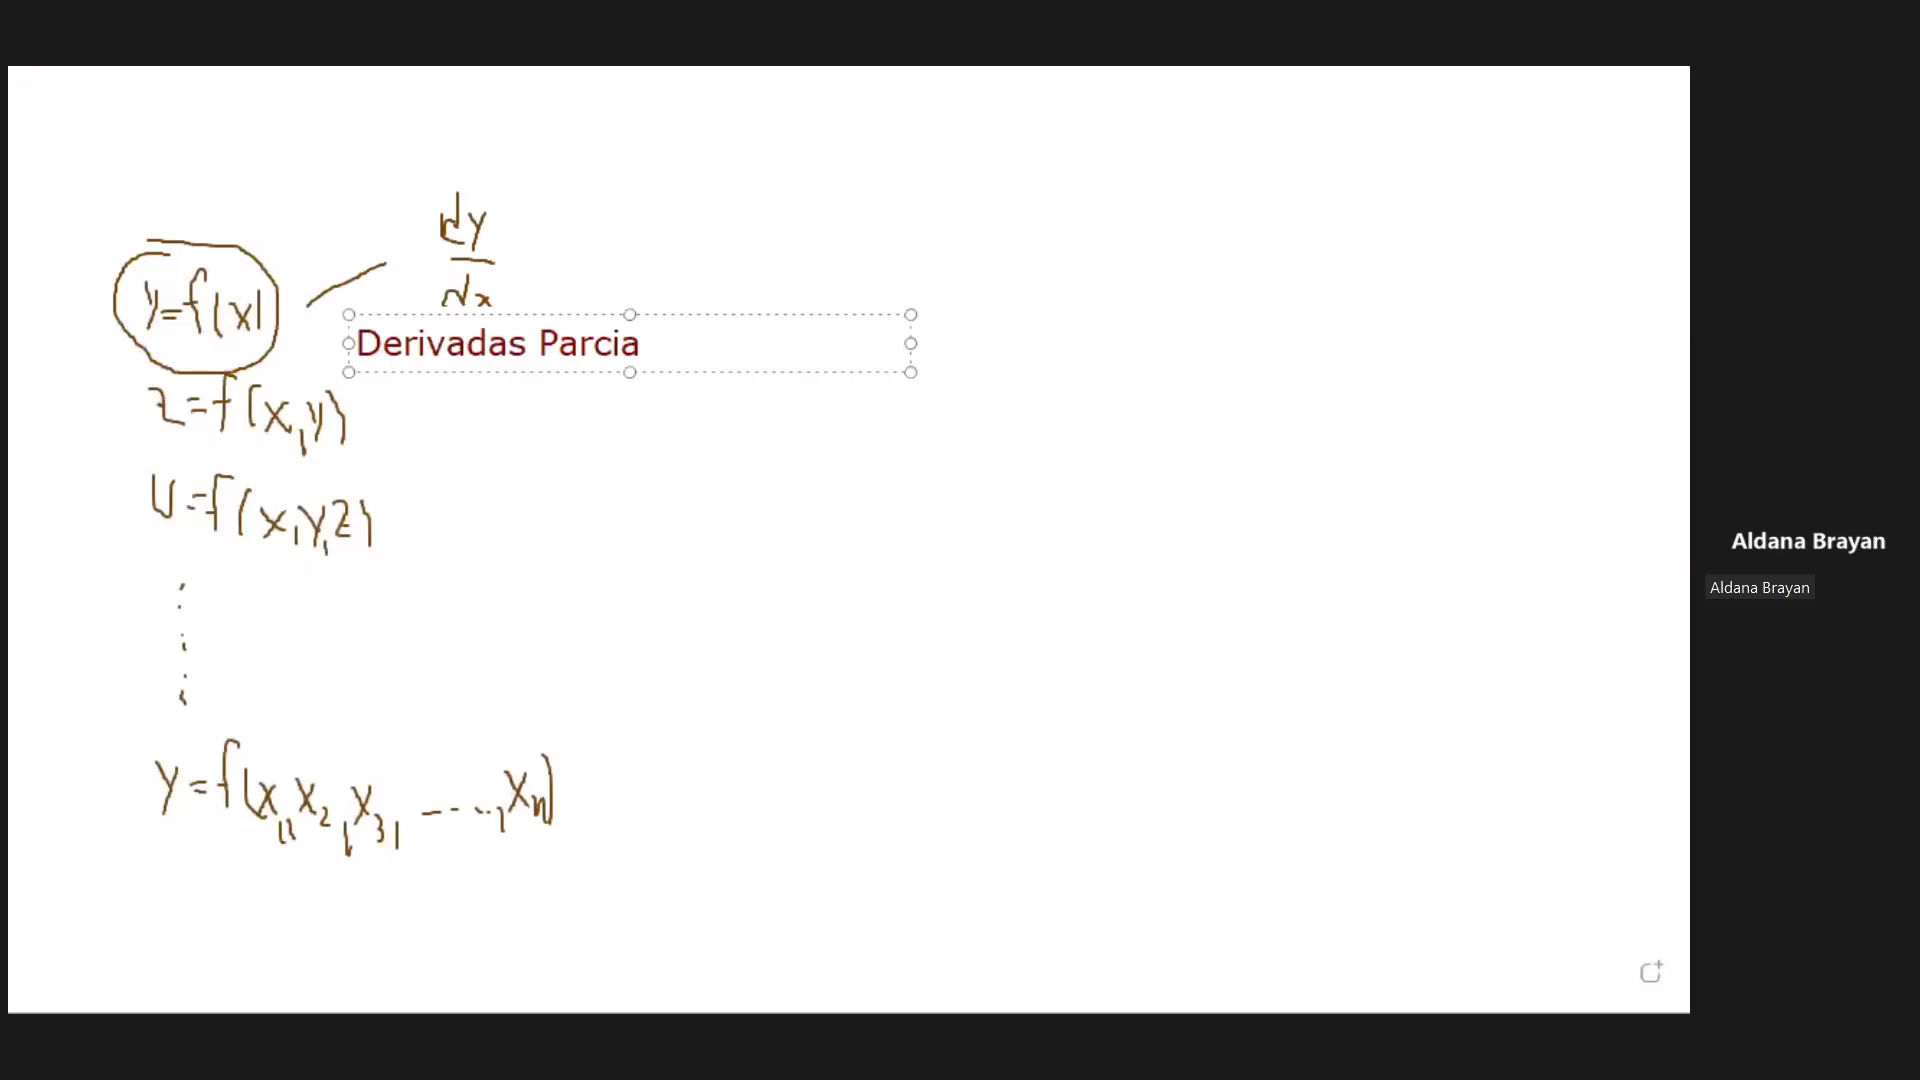 dy
dx
y=f(x)
Derivadas Parcia
z=f(x,y)
U=f(x,y,z)
y=f(x₁,x₂,x₃,-----,xₙ)
Aldana Brayan
Aldana Brayan